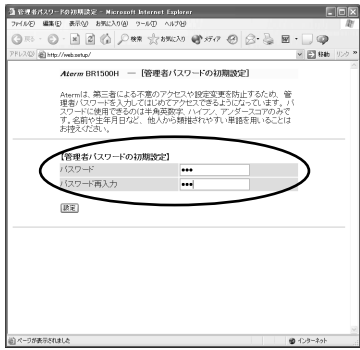 管理者パスワードの初期設定 - Microsoft Internet Explorer
ファイル(F) 編集(E) 表示(V) お気に入り(A) ツール(T) ヘルプ(H)
戻る 検索 お気に入り メディア
アドレス(D) http://web.setup/ 移動 リンク »
Aterm BR1500H ― [管理者パスワードの初期設定]
Atermは、第三者による不意のアクセスや設定変更を防止するため、管
理者パスワードを入力してはじめてアクセスできるようになっています。パ
スワードに使用できるのは半角英数字、ハイフン、アンダースコアのみで
す。名前や生年月日など、他人から類推されやすい単語を用いることは
お控えください。
【管理者パスワードの初期設定】
パスワード ●●●
パスワード再入力 ●●●
設定
ページが表示されました インターネット